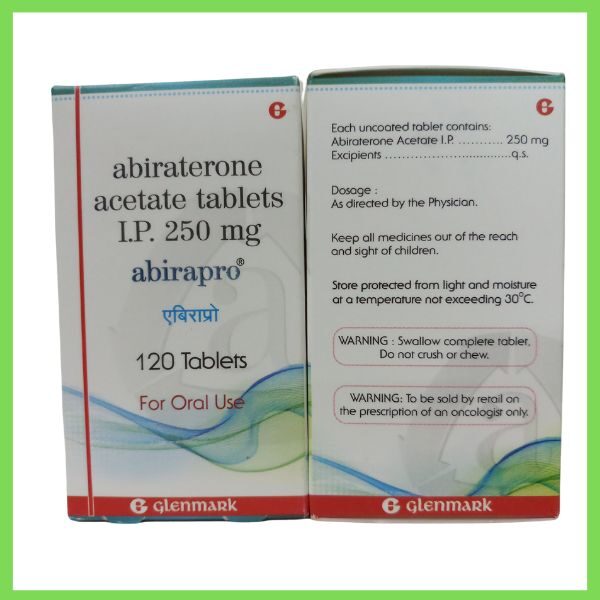 abiraterone
acetate tablets
I.P. 250 mg
abirapro®
एबिराप्रो
120 Tablets
For Oral Use
G GLENMARK
Each uncoated tablet contains:
Abiraterone Acetate I.P. ........... 250 mg
Excipients ................................q.s.
Dosage :
As directed by the Physician.
Keep all medicines out of the reach
and sight of children.
Store protected from light and moisture
at a temperature not exceeding 30°C.
WARNING : Swallow complete tablet,
Do not crush or chew.
WARNING: To be sold by retail on
the prescription of an oncologist only.
G GLENMARK